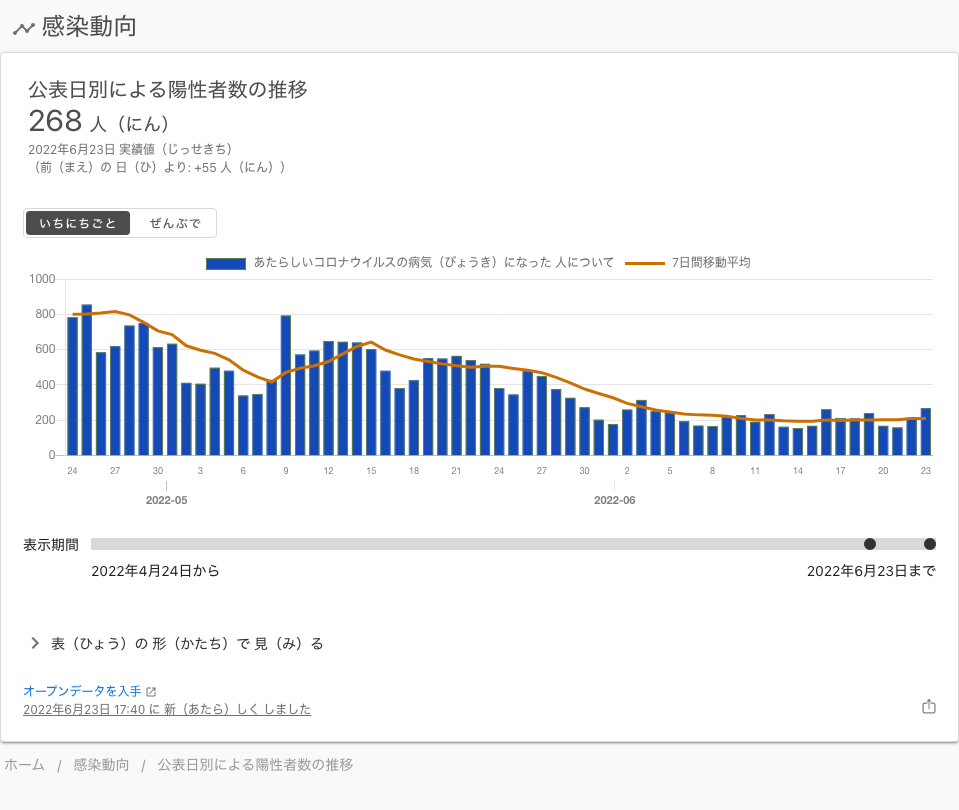 感染動向
公表日別による陽性者数の推移
268 人（にん）
2022年6月23日 実績値（じっせきち）
（前（まえ）の 日（ひ）より: +55 人（にん））
いちにちごと ぜんぶで
あたらしいコロナウイルスの病気（びょうき）になった 人について 7日間移動平均
1000
800
600
400
200
0
24 27 30 3 6 9 12 15 18 21 24 27 30 2 5 8 11 14 17 20 23
2022-05 2022-06
表示期間
2022年4月24日から 2022年6月23日まで
表（ひょう）の 形（かたち）で 見（み）る
オープンデータを入手
2022年6月23日 17:40 に 新（あたら）しく しました
ホーム / 感染動向 / 公表日別による陽性者数の推移